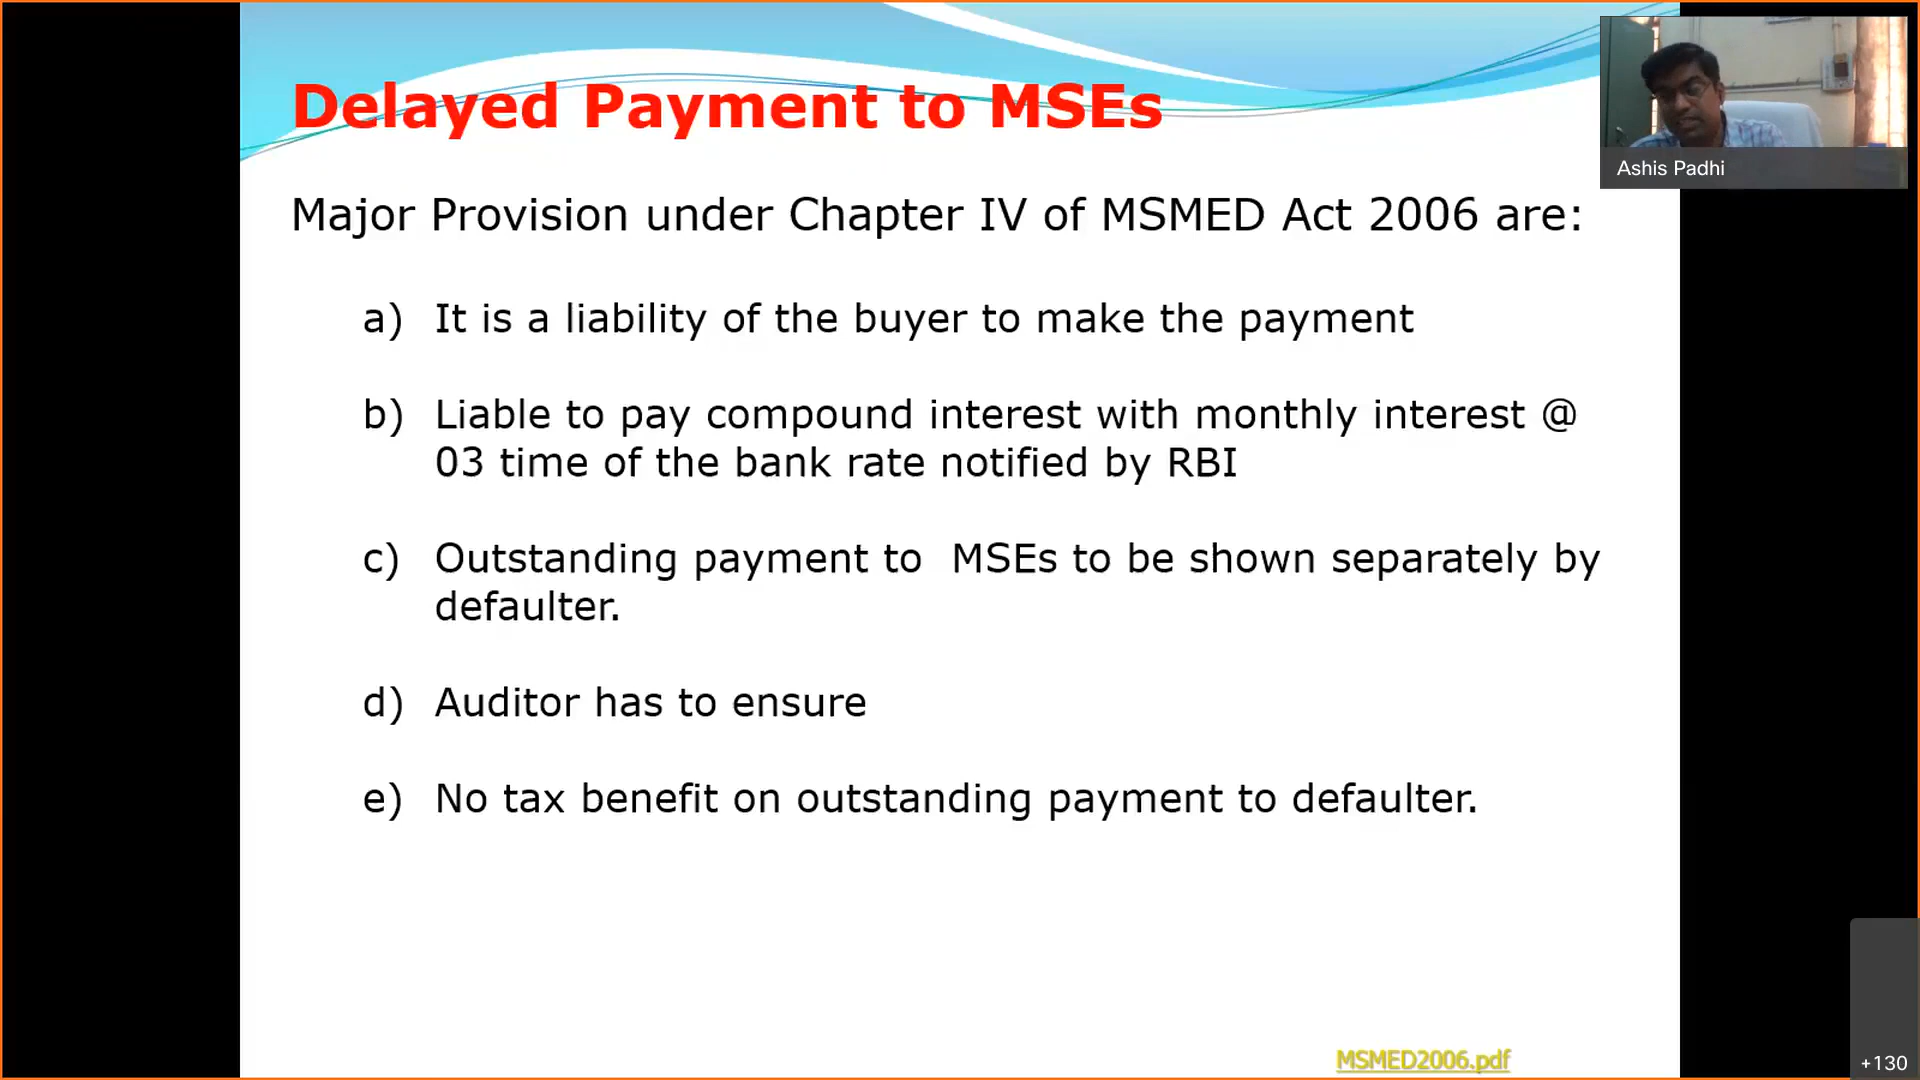 Delayed Payment to MSEs
Ashis Padhi
Major Provision under Chapter IV of MSMED Act 2006 are:
a) It is a liability of the buyer to make the payment
b) Liable to pay compound interest with monthly interest @
03 time of the bank rate notified by RBI
c) Outstanding payment to  MSEs to be shown separately by
defaulter.
d) Auditor has to ensure
e) No tax benefit on outstanding payment to defaulter.
MSMED2006.pdf
+130